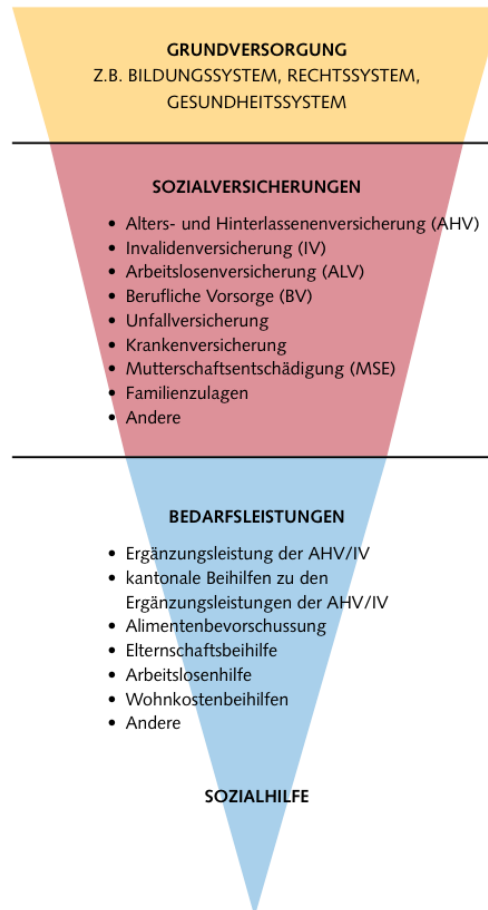 GRUNDVERSORGUNG
Z.B. BILDUNGSSYSTEM, RECHTSSYSTEM,
GESUNDHEITSSYSTEM
SOZIALVERSICHERUNGEN
• Alters- und Hinterlassenenversicherung (AHV)
• Invalidenversicherung (IV)
• Arbeitslosenversicherung (ALV)
• Berufliche Vorsorge (BV)
• Unfallversicherung
• Krankenversicherung
• Mutterschaftsentschädigung (MSE)
• Familienzulagen
• Andere
BEDARFSLEISTUNGEN
• Ergänzungsleistung der AHV/IV
• kantonale Beihilfen zu den
Ergänzungsleistungen der AHV/IV
• Alimentenbevorschussung
• Elternschaftsbeihilfe
• Arbeitslosenhilfe
• Wohnkostenbeihilfen
• Andere
SOZIALHILFE